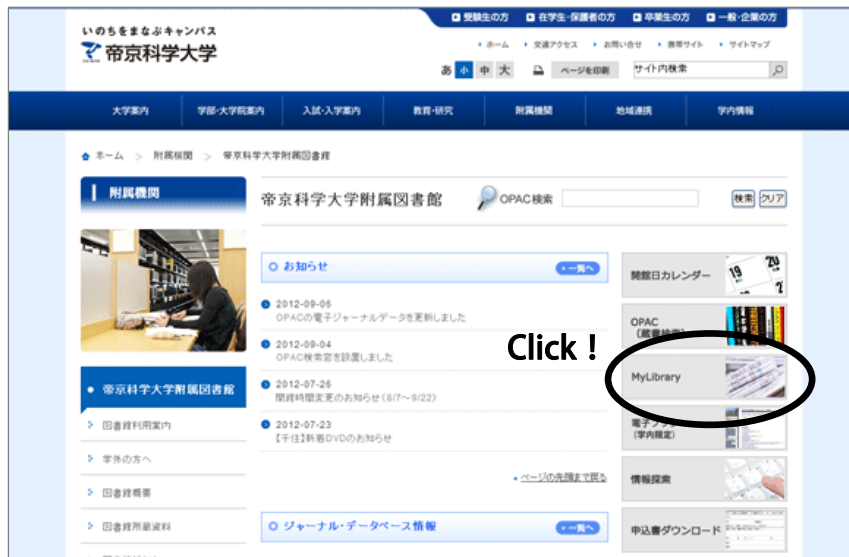 受験生の方 在学生・保護者の方 卒業生の方 一般・企業の方
いのちをまなぶキャンパス
帝京科学大学
ホーム 交通アクセス お問い合せ 携帯サイト サイトマップ
あ 小 中 大 ページを印刷 サイト内検索
大学案内 学部・大学院案内 入試・入学案内 教育・研究 附属機関 地域連携 学内情報
ホーム > 附属機関 > 帝京科学大学附属図書館
附属機関
帝京科学大学附属図書館 OPAC検索 検索 クリア
お知らせ 一覧へ
2012-09-06
OPACの電子ジャーナルデータを更新しました
2012-09-04
OPAC検索窓を設置しました
2012-07-26
開館時間変更のお知らせ(8/7〜9/22)
2012-07-23
【千住】新着DVDのお知らせ
ページの先頭まで戻る
ジャーナル・データベース情報 一覧へ
帝京科学大学附属図書館
図書館利用案内
学外の方へ
図書館概要
図書館所蔵資料
Click !
開館日カレンダー
19 20
OPAC
(蔵書検索)
MyLibrary
(学内限定)
情報探索
申込書ダウンロード